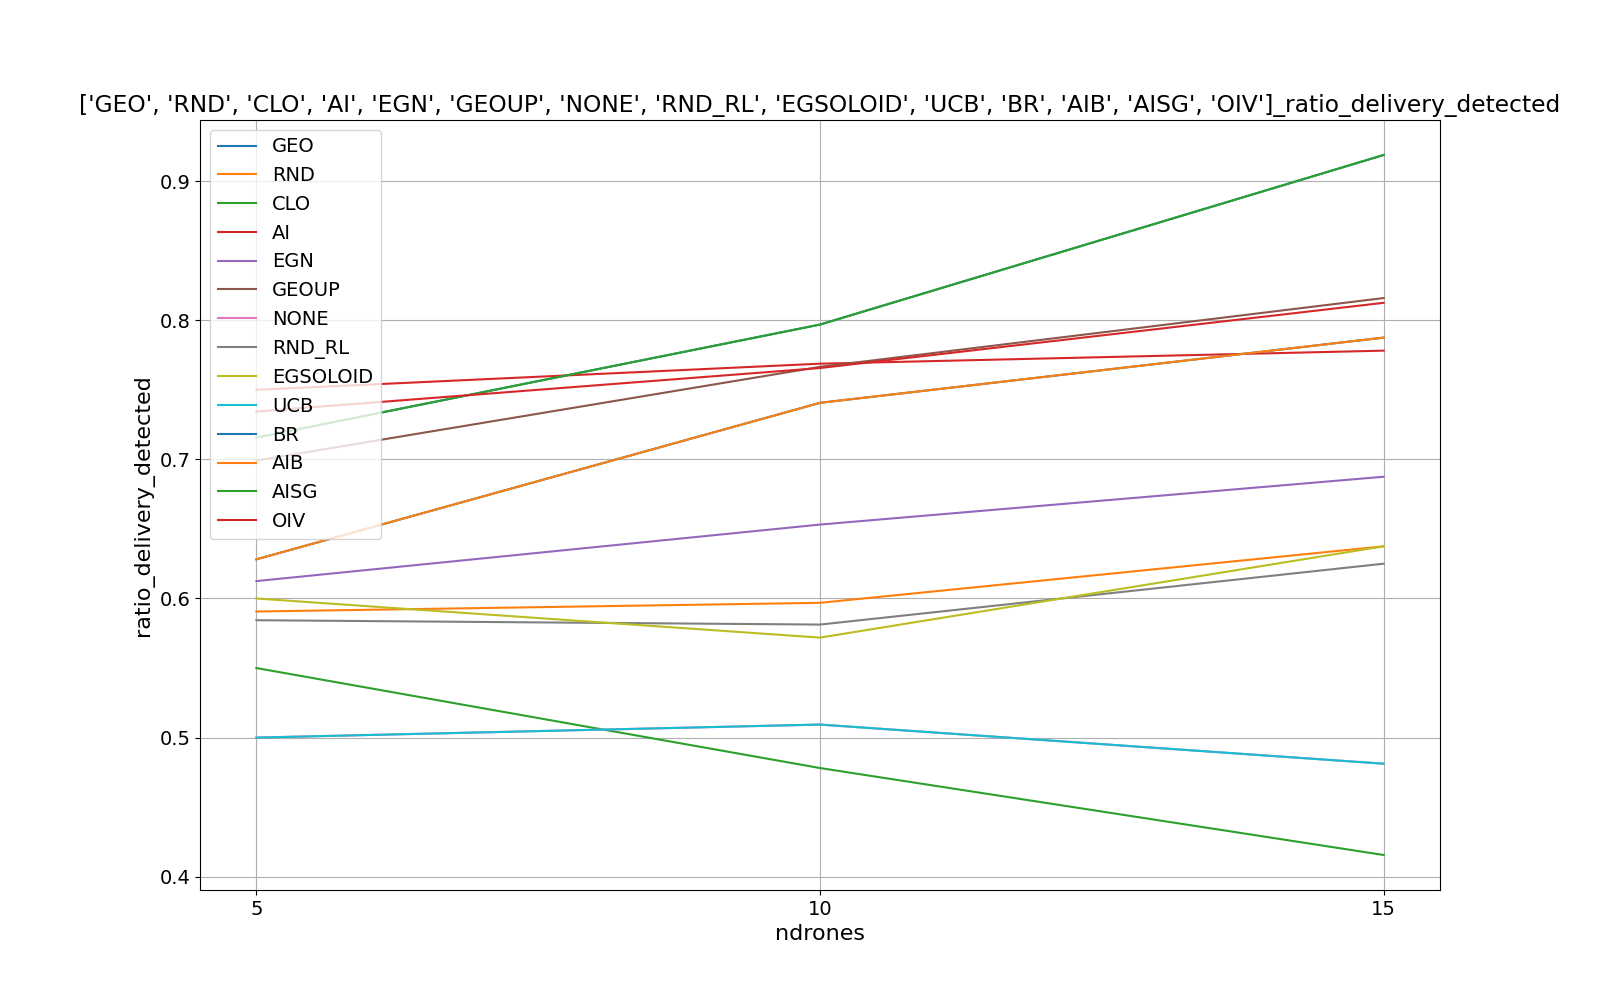 ['GEO', 'RND', 'CLO', 'AI', 'EGN', 'GEOUP', 'NONE', 'RND_RL', 'EGSOLOID', 'UCB', 'BR', 'AIB', 'AISG', 'OIV']_ratio_delivery_detected
GEO
RND
CLO
AI
EGN
GEOUP
NONE
RND_RL
EGSOLOID
UCB
BR
AIB
AISG
OIV
ratio_delivery_detected
0.9
0.8
0.7
0.6
0.5
0.4
5
10
15
ndrones